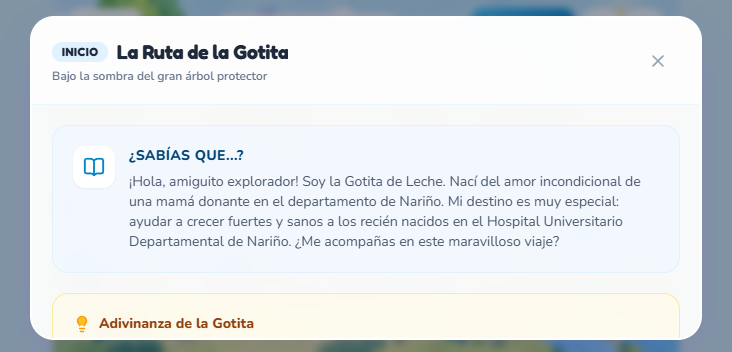 INICIO La Ruta de la Gotita
Bajo la sombra del gran árbol protector
¿SABÍAS QUE...?
¡Hola, amiguito explorador! Soy la Gotita de Leche. Nací del amor incondicional de
una mamá donante en el departamento de Nariño. Mi destino es muy especial:
ayudar a crecer fuertes y sanos a los recién nacidos en el Hospital Universitario
Departamental de Nariño. ¿Me acompañas en este maravilloso viaje?
Adivinanza de la Gotita